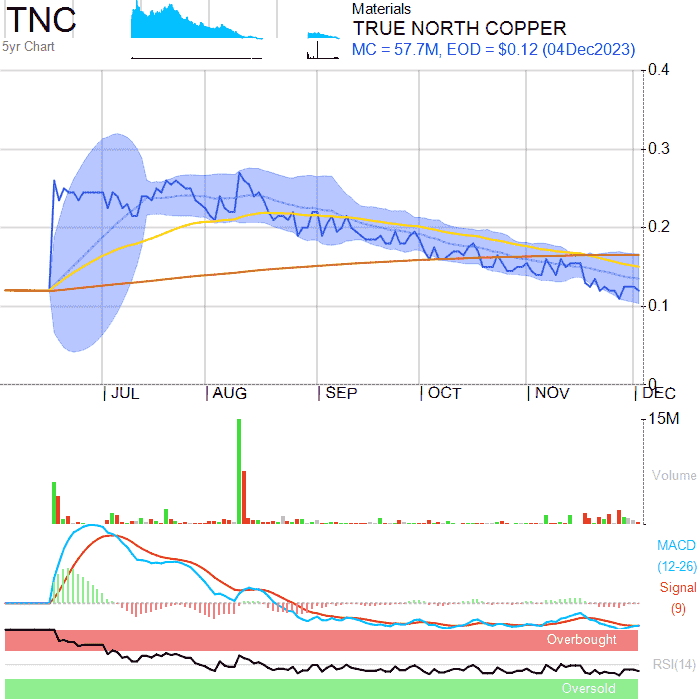 TNC
5yr Chart
Materials
TRUE NORTH COPPER
MC = 57.7M, EOD = $0.12 (04Dec2023)
0.4
0.3
0.2
0.1
0
JUL AUG SEP OCT NOV DEC
15M
Volume
MACD
(12-26)
Signal
(9)
Overbought
RSI(14)
Oversold